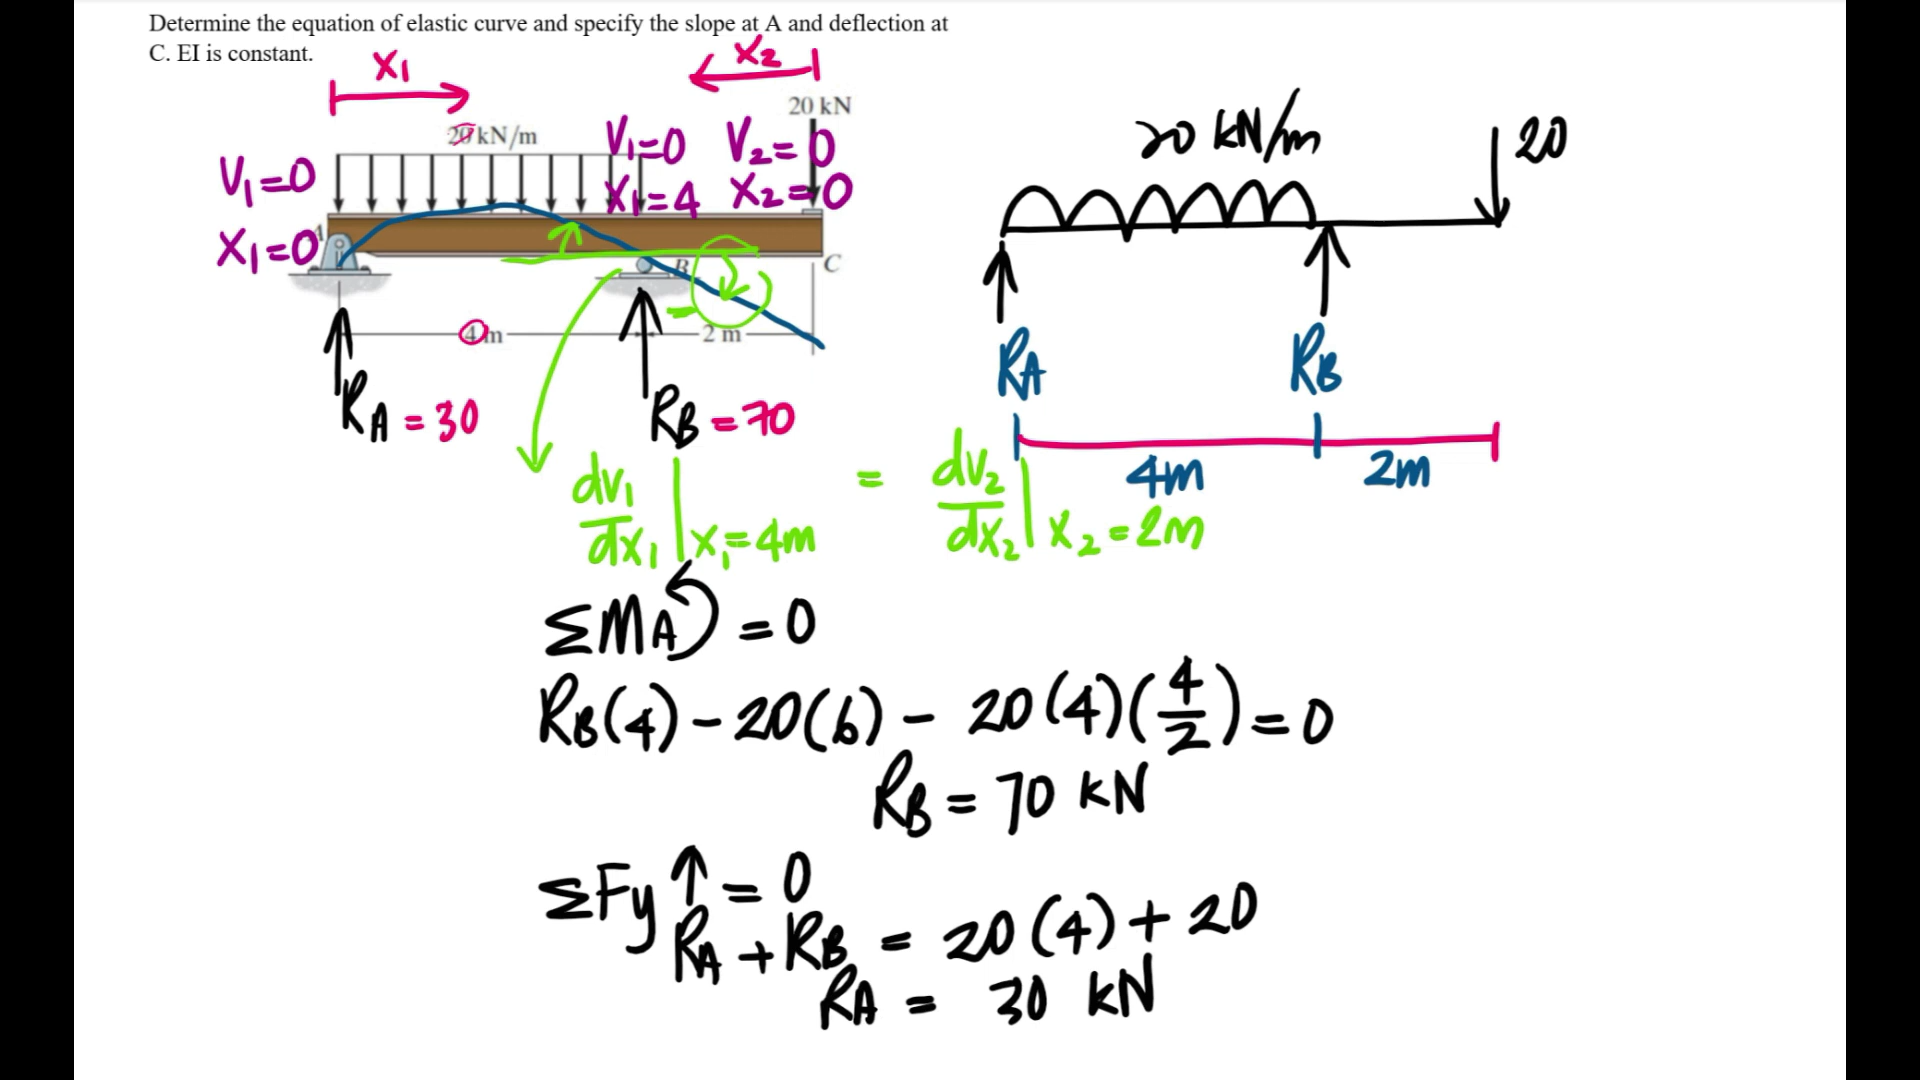 Determine the equation of elastic curve and specify the slope at A and deflection at
C. EI is constant.
x₁
x₂
20 kN
20 kN/m
V₁=0
V₂=0
V₁=0
X₁=4
X₂=0
X₁=0
A
B
C
4 m
2 m
RA = 30
RB = 70
20 kN/m
20
RA
RB
4m
2m
dv₁/dx₁ | x₁=4m = dv₂/dx₂ | x₂=2m
ΣMA = 0
RB(4) - 20(6) - 20(4)(4/2) = 0
RB = 70 kN
ΣFy ↑ = 0
RA + RB = 20(4) + 20
RA = 30 kN